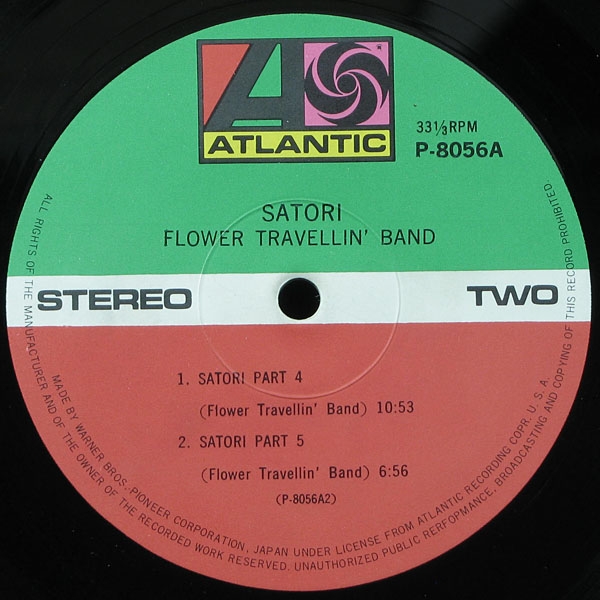 ATLANTIC
33⅓RPM
P-8056A
SATORI
FLOWER TRAVELLIN' BAND
STEREO
TWO
1. SATORI PART 4
(Flower Travellin' Band) 10:53
2. SATORI PART 5
(Flower Travellin' Band) 6:56
(P-8056A2)
ALL RIGHTS OF THE MANUFACTURER AND OF THE OWNER OF THE RECORDED WORK RESERVED. UNAUTHORIZED PUBLIC RERFOPMANCE, BROADCASTING AND COPYING OF THIS RECORD PROHIBITED.
MADE BY WARNER BROS-PIONEER CORPORATION, JAPAN UNDER LICENSE FROM ATLANTIC RECORDING COPR. U. S. A.